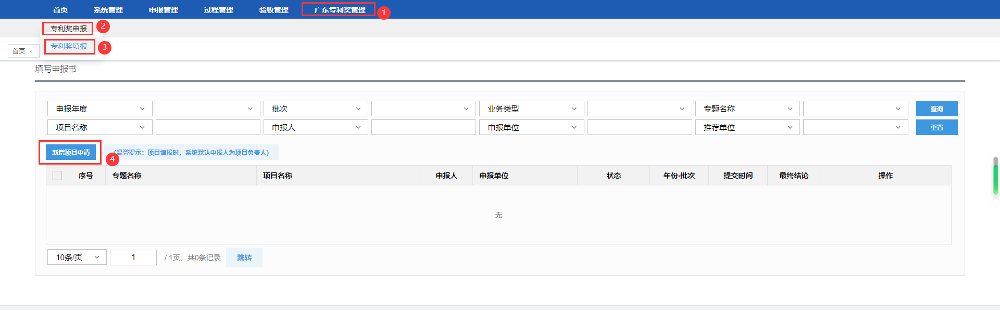 首页 系统管理 申报管理 过程管理 验收管理 广东专利奖管理 1
专利奖申报 2
专利奖填报 3
首页 ×
填写申报书
申报年度 批次 业务类型 专题名称 查询
项目名称 申报人 申报单位 推荐单位 重置
新增项目申请 4 (温馨提示：项目填报时，系统默认申报人为项目负责人)
序号 专题名称 项目名称 申报人 申报单位 状态 年份-批次 提交时间 最终结论 操作
无
10条/页 1 / 1页，共0条记录 跳转